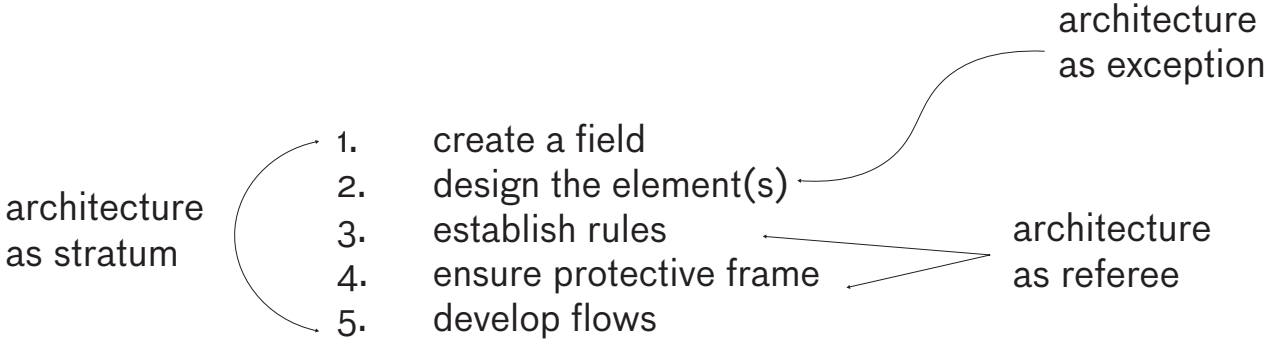 architecture
as exception
1. create a field
2. design the element(s)
3. establish rules
4. ensure protective frame
5. develop flows
architecture
as stratum
architecture
as referee